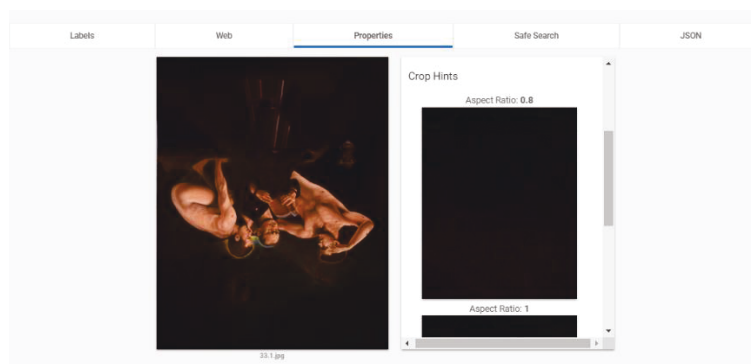 Labels Web Properties Safe Search JSON
Crop Hints
Aspect Ratio: 0.8
Aspect Ratio: 1
33.1.jpg